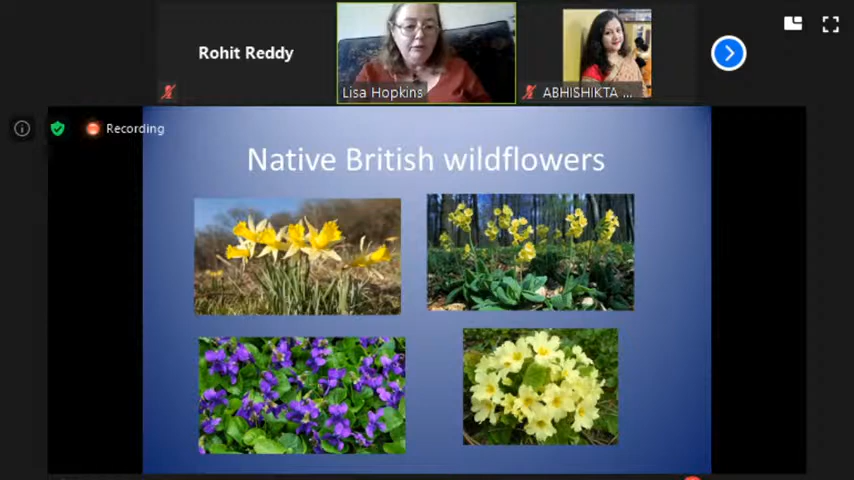 Rohit Reddy
Lisa Hopkins
ABHISHIKTA ...
Recording
Native British wildflowers